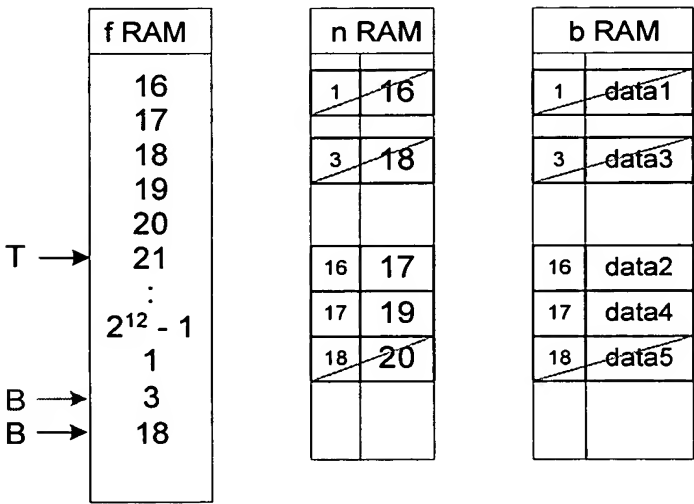 f RAM
16
17
18
19
20
T 21
:
2¹² - 1
1
B 3
B 18
n RAM
1 16
3 18
16 17
17 19
18 20
b RAM
1 data1
3 data3
16 data2
17 data4
18 data5